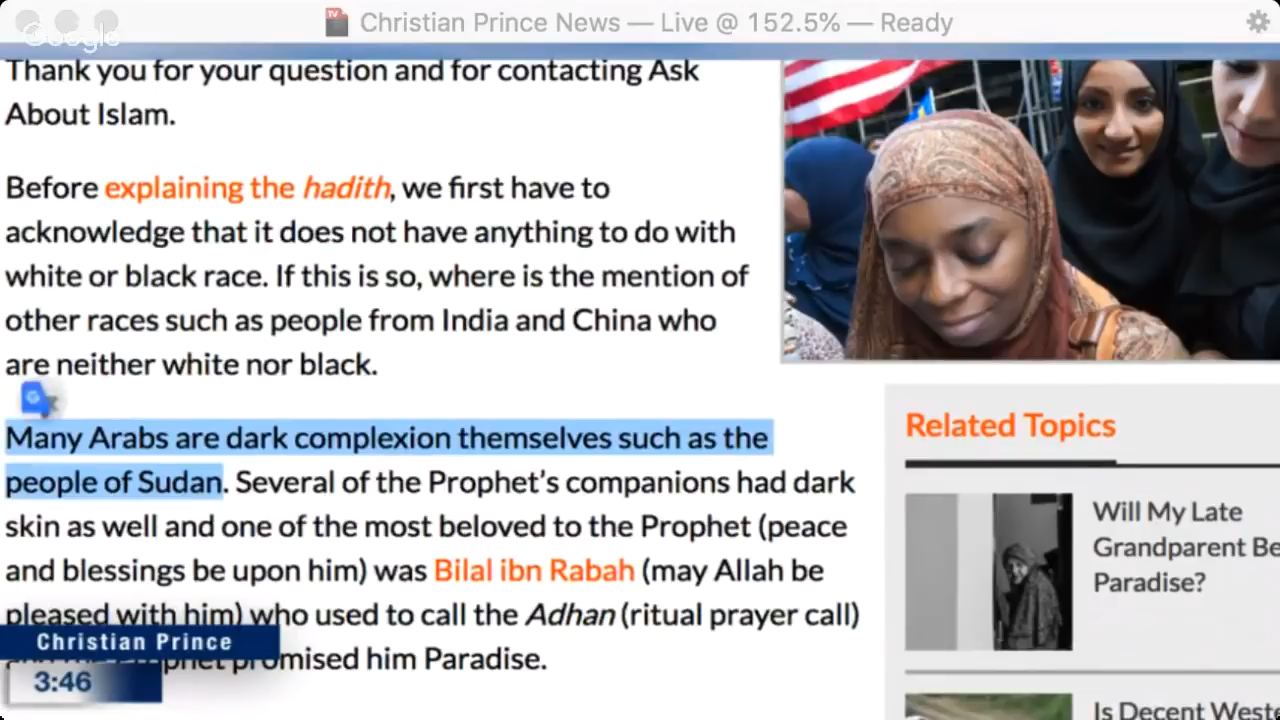 Christian Prince News — Live @ 152.5% — Ready
Google
Thank you for your question and for contacting Ask
About Islam.
Before explaining the hadith, we first have to
acknowledge that it does not have anything to do with
white or black race. If this is so, where is the mention of
other races such as people from India and China who
are neither white nor black.
Many Arabs are dark complexion themselves such as the
people of Sudan. Several of the Prophet’s companions had dark
skin as well and one of the most beloved to the Prophet (peace
and blessings be upon him) was Bilal ibn Rabah (may Allah be
pleased with him) who used to call the Adhan (ritual prayer call)
promised him Paradise.
Christian Prince
3:46
Related Topics
Will My Late
Grandparent Be
Paradise?
Is Decent West